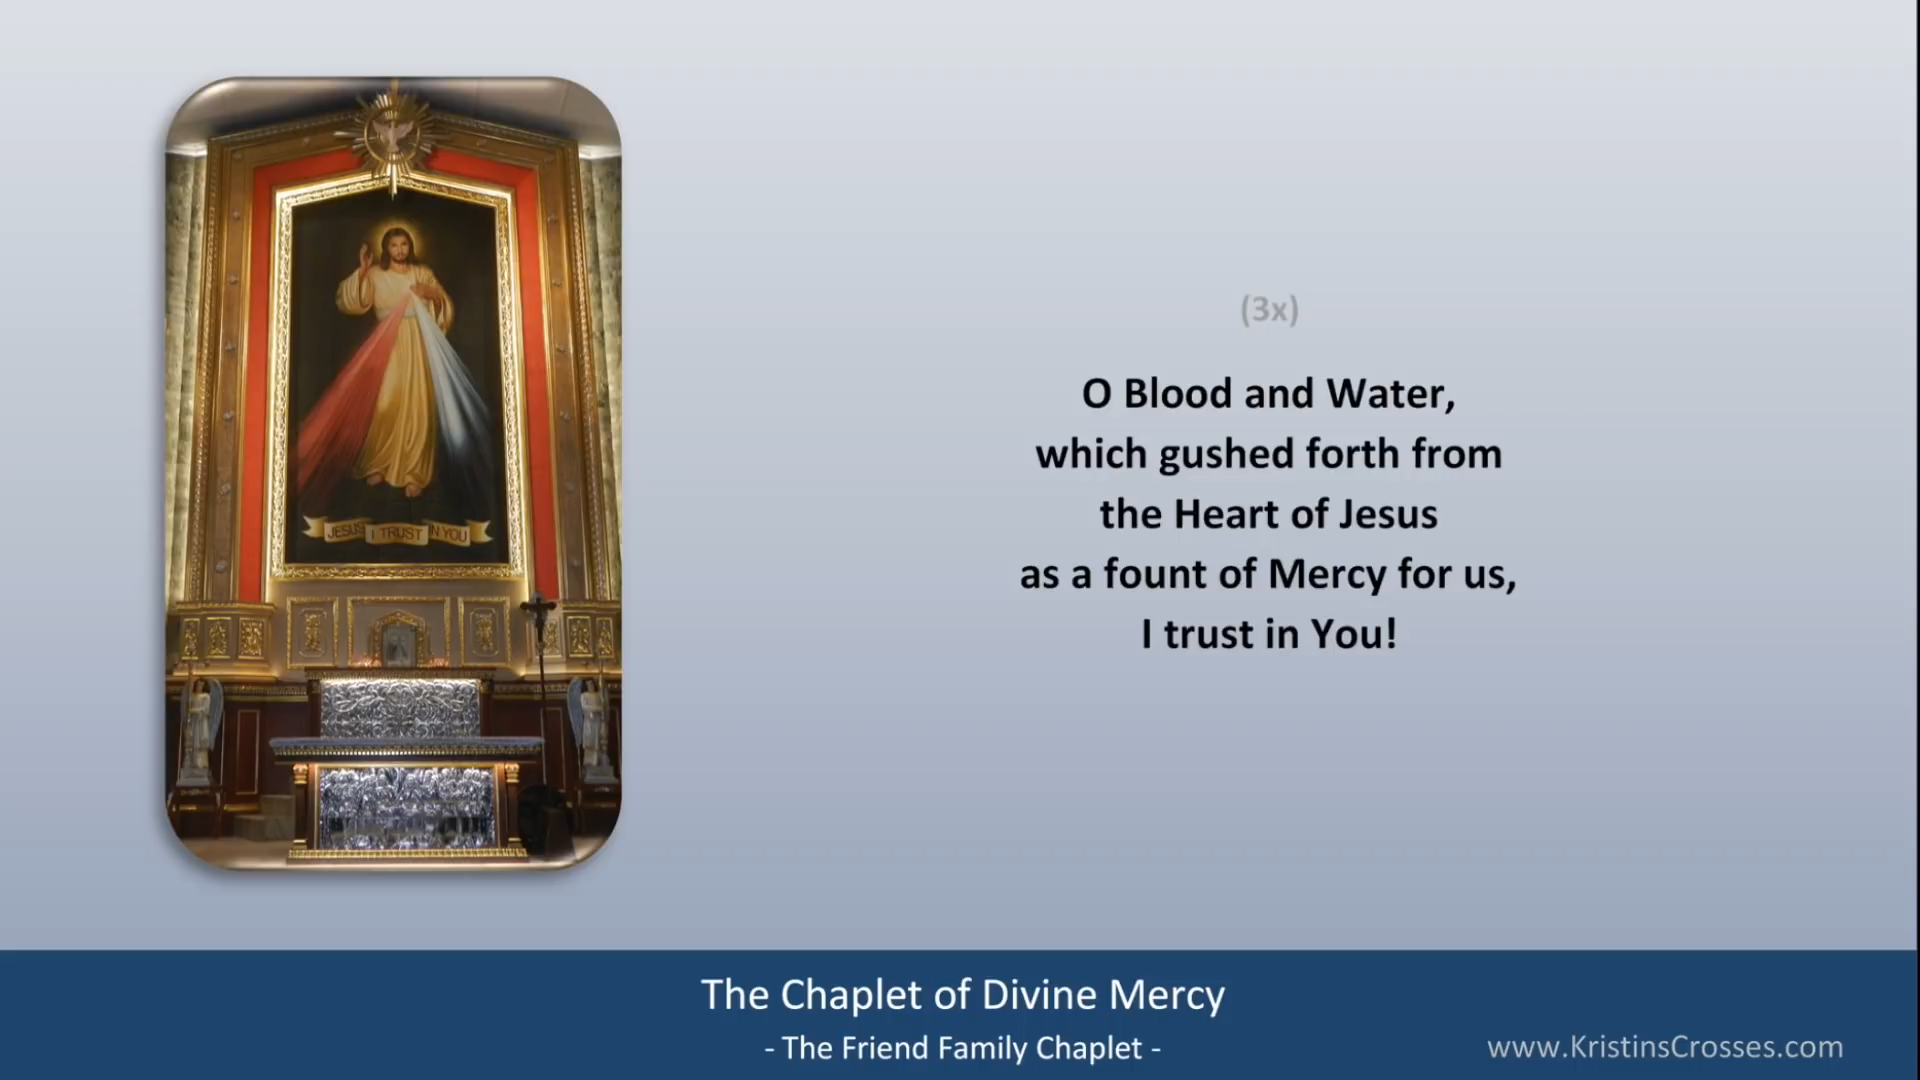 JESUS I TRUST IN YOU
(3x)
O Blood and Water,
which gushed forth from
the Heart of Jesus
as a fount of Mercy for us,
I trust in You!
The Chaplet of Divine Mercy
- The Friend Family Chaplet -
www.KristinsCrosses.com